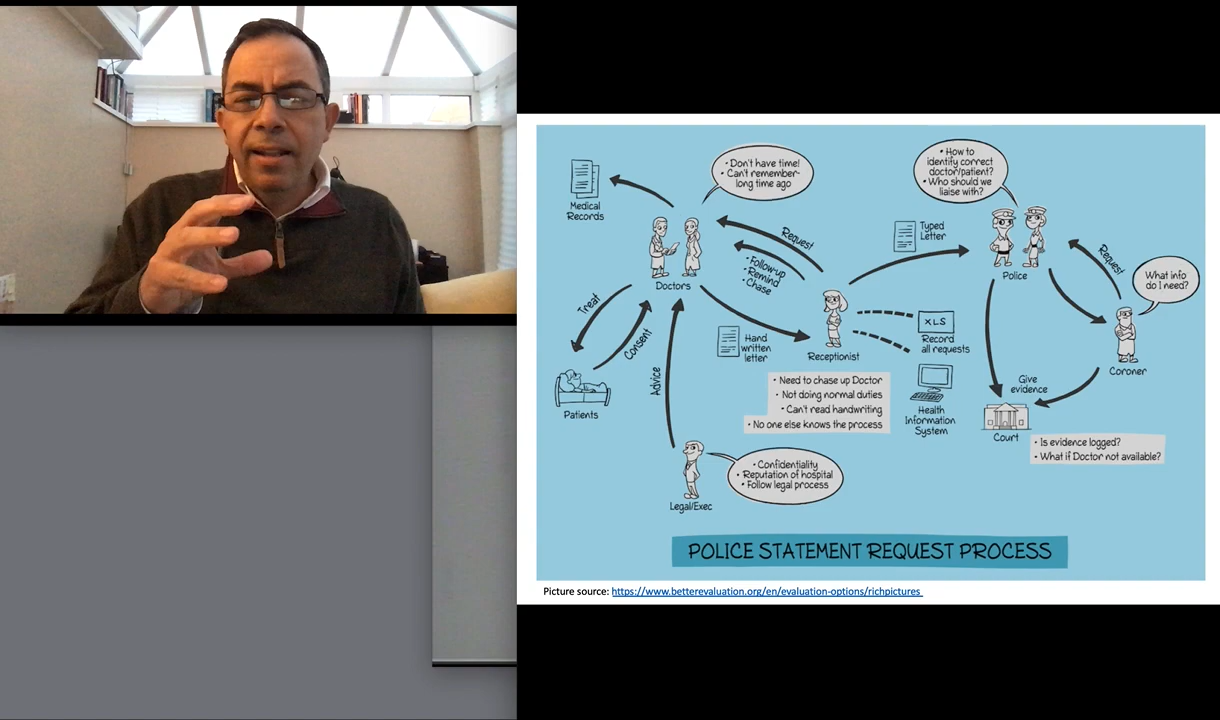 • Don't have time!
• Can't remember-
long time ago
Medical
Records
Doctors
Request
• Follow-up
• Remind
• Chase
Treat
Consent
Patients
Advice
Hand
written
letter
Receptionist
XLS
Record
all requests
Health
Information
System
• Need to chase up Doctor
• Not doing normal duties
• Can't read handwriting
• No one else knows the process
Legal/Exec
• Confidentiality
• Reputation of hospital
• Follow legal process
Typed
Letter
• How to
identify correct
doctor/patient?
• Who should we
liaise with?
Police
Request
What info
do I need?
Coroner
Give
evidence
Court
• Is evidence logged?
• What if Doctor not available?
POLICE STATEMENT REQUEST PROCESS
Picture source: https://www.betterevaluation.org/en/evaluation-options/richpictures